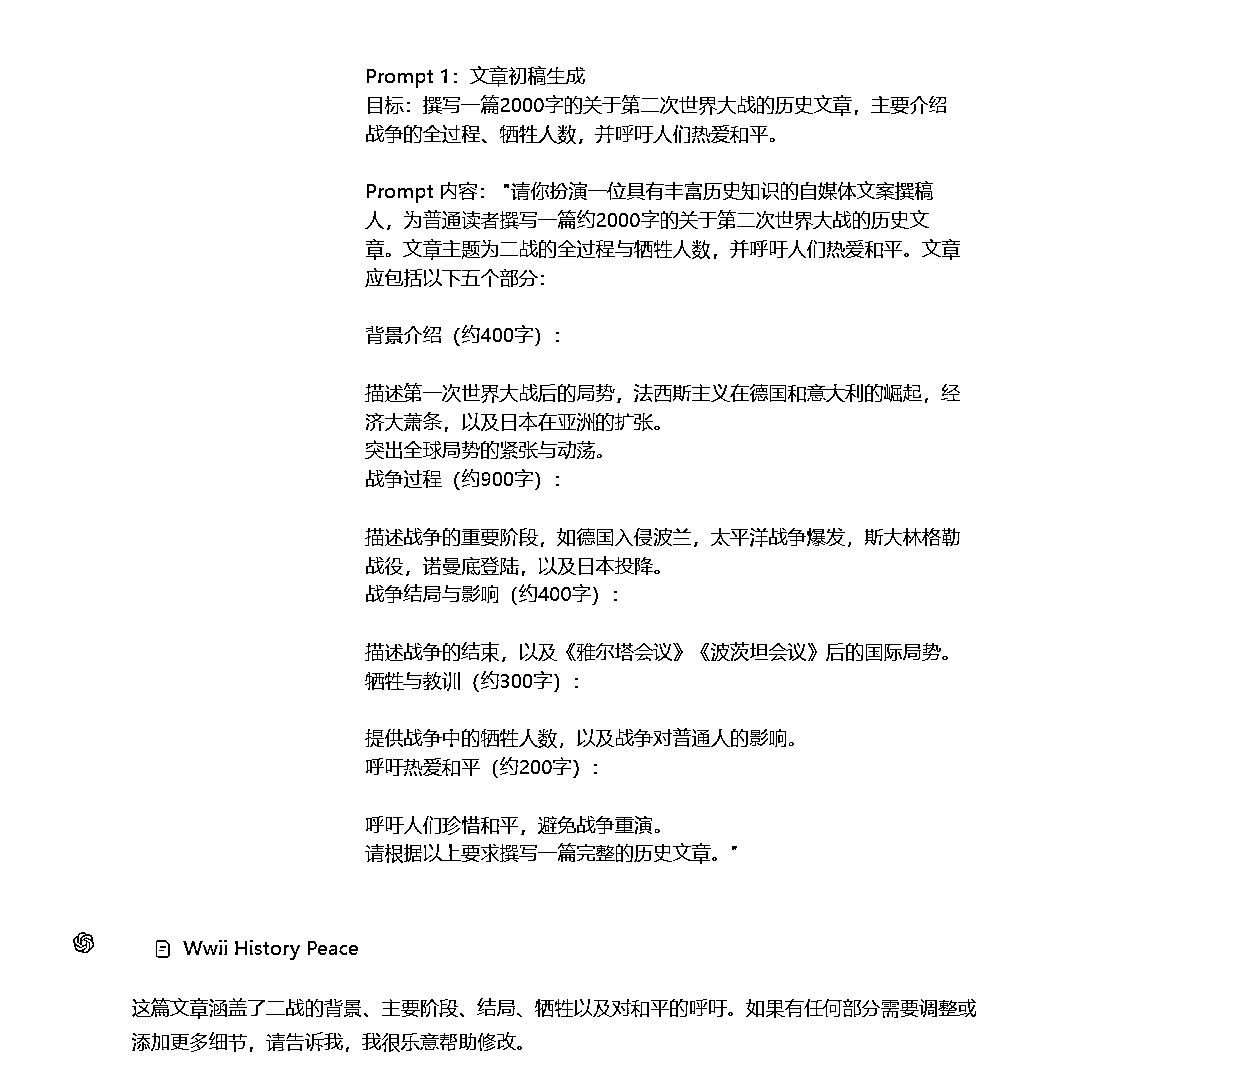 Prompt 1：文章初稿生成
目标：撰写一篇2000字的关于第二次世界大战的历史文章，主要介绍
战争的全过程、牺牲人数，并呼吁人们热爱和平。
Prompt 内容： "请你扮演一位具有丰富历史知识的自媒体文案撰稿
人，为普通读者撰写一篇约2000字的关于第二次世界大战的历史文
章。文章主题为二战的全过程与牺牲人数，并呼吁人们热爱和平。文章
应包括以下五个部分：
背景介绍（约400字）：
描述第一次世界大战后的局势，法西斯主义在德国和意大利的崛起，经
济大萧条，以及日本在亚洲的扩张。
突出全球局势的紧张与动荡。
战争过程（约900字）：
描述战争的重要阶段，如德国入侵波兰，太平洋战争爆发，斯大林格勒
战役，诺曼底登陆，以及日本投降。
战争结局与影响（约400字）：
描述战争的结束，以及《雅尔塔会议》《波茨坦会议》后的国际局势。
牺牲与教训（约300字）：
提供战争中的牺牲人数，以及战争对普通人的影响。
呼吁热爱和平（约200字）：
呼吁人们珍惜和平，避免战争重演。
请根据以上要求撰写一篇完整的历史文章。"
Wwii History Peace
这篇文章涵盖了二战的背景、主要阶段、结局、牺牲以及对和平的呼吁。如果有任何部分需要调整或
添加更多细节，请告诉我，我很乐意帮助修改。